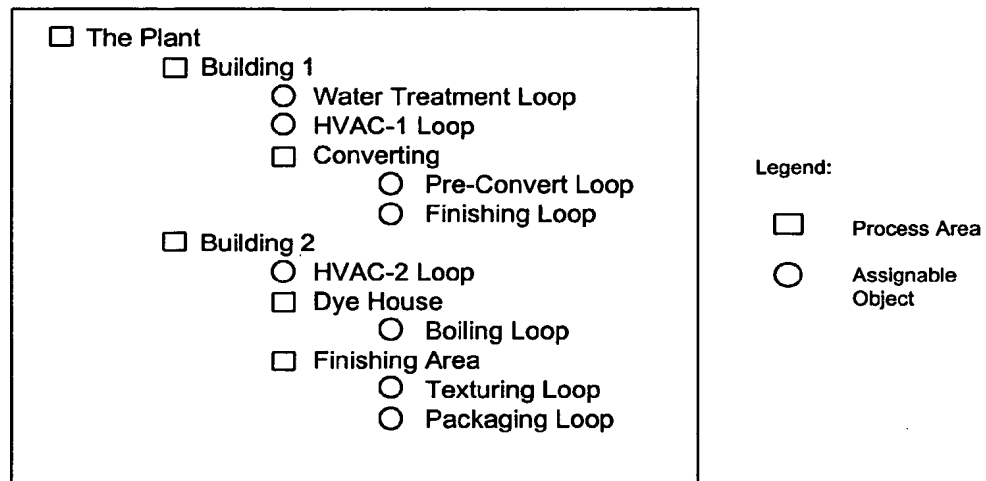 The Plant
Building 1
Water Treatment Loop
HVAC-1 Loop
Converting
Pre-Convert Loop
Finishing Loop
Building 2
HVAC-2 Loop
Dye House
Boiling Loop
Finishing Area
Texturing Loop
Packaging Loop
Legend:
Process Area
Assignable
Object